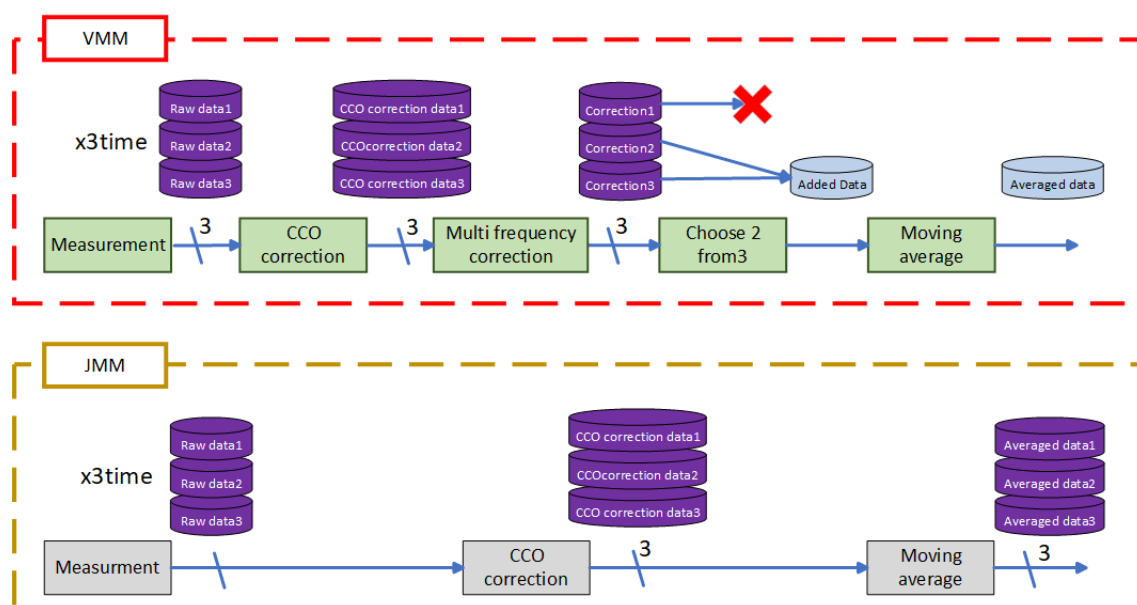 VMM
x3time
Raw data1
Raw data2
Raw data3
CCO correction data1
CCOcorrection data2
CCO correction data3
Correction1
Correction2
Correction3
Added Data
Averaged data
Measurement
3
CCO
correction
3
Multi frequency
correction
3
Choose 2
from3
Moving
average
JMM
x3time
Raw data1
Raw data2
Raw data3
CCO correction data1
CCOcorrection data2
CCO correction data3
Averaged data1
Averaged data2
Averaged data3
Measurment
CCO
correction
3
Moving
average
3